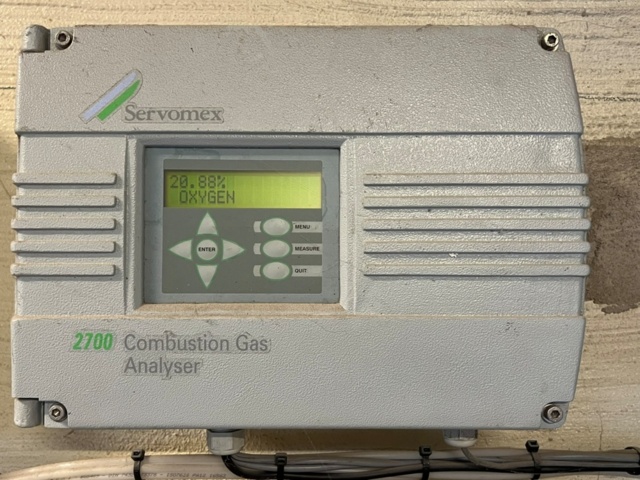 Servomex
20.88%
OXYGEN
MENU
ENTER
MEASURE
QUIT
2700 Combustion Gas
Analyser